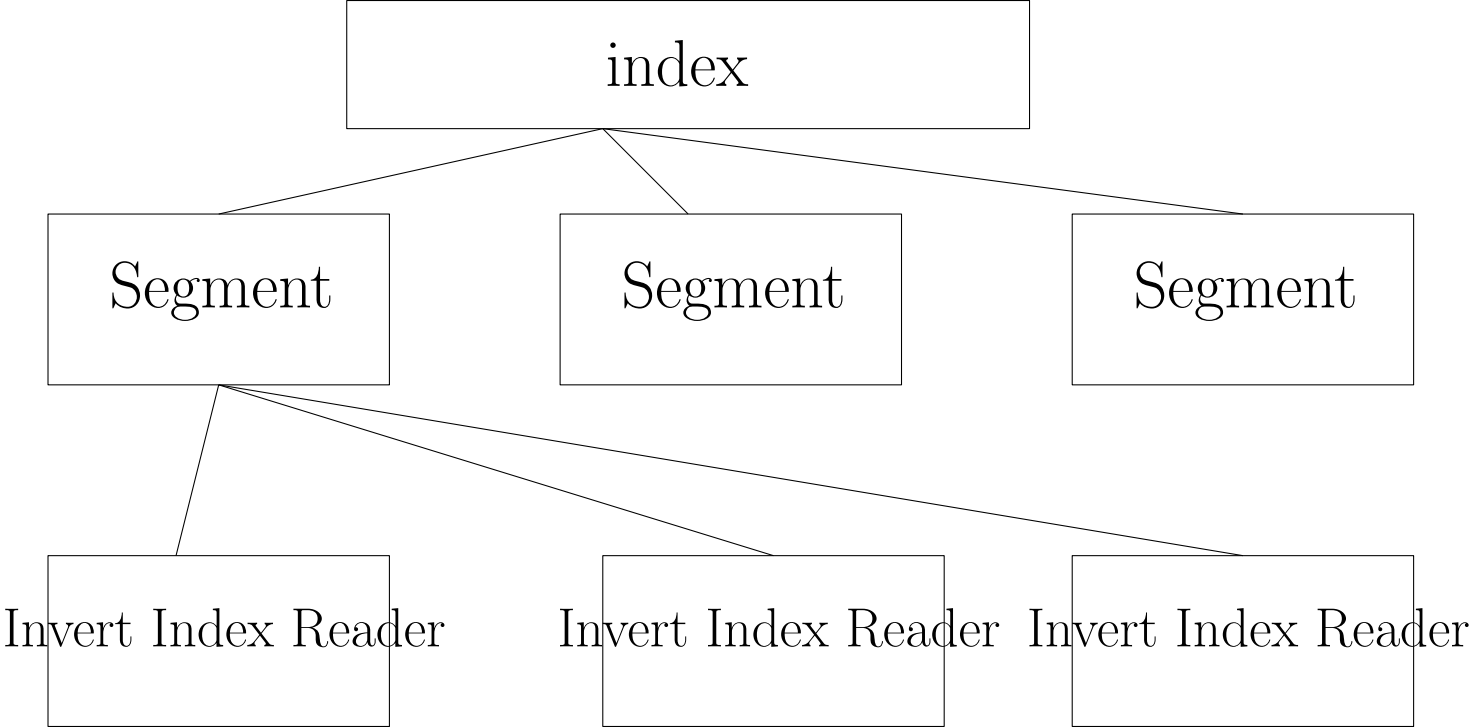 index
Segment Segment Segment
Invert Index Reader Invert Index Reader Invert Index Reader